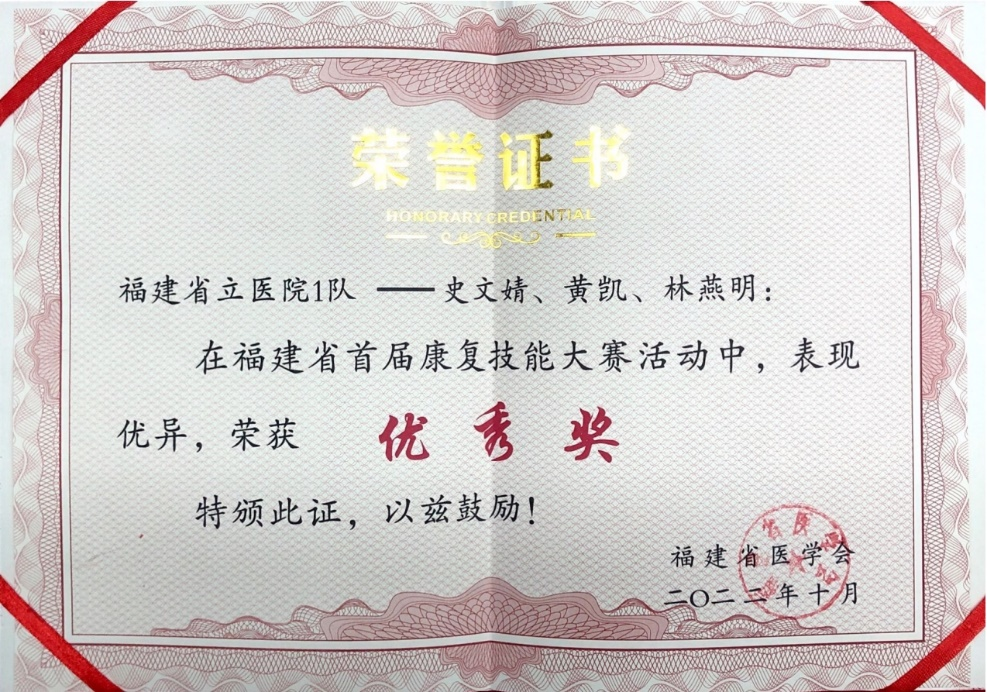 荣誉证书
HONORARY CREDENTIAL
福建省立医院1队 ——史文婧、黄凯、林燕明：
在福建省首届康复技能大赛活动中，表现
优异，荣获 优秀奖
特颁此证，以兹鼓励！
福建省医学会
二〇二二年十月